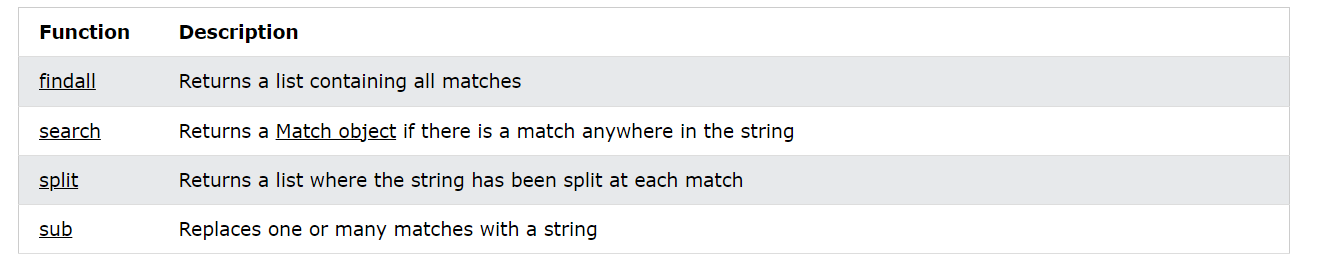 Function Description
findall Returns a list containing all matches
search Returns a Match object if there is a match anywhere in the string
split Returns a list where the string has been split at each match
sub Replaces one or many matches with a string